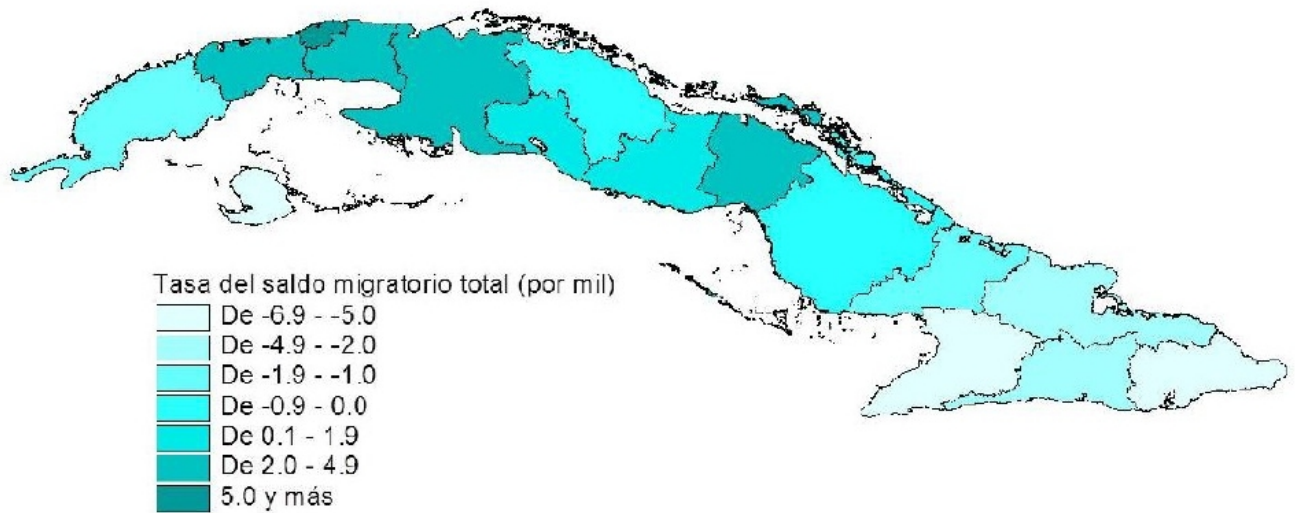 Tasa del saldo migratorio total (por mil)
De -6.9 - -5.0
De -4.9 - -2.0
De -1.9 - -1.0
De -0.9 - 0.0
De 0.1 - 1.9
De 2.0 - 4.9
5.0 y más